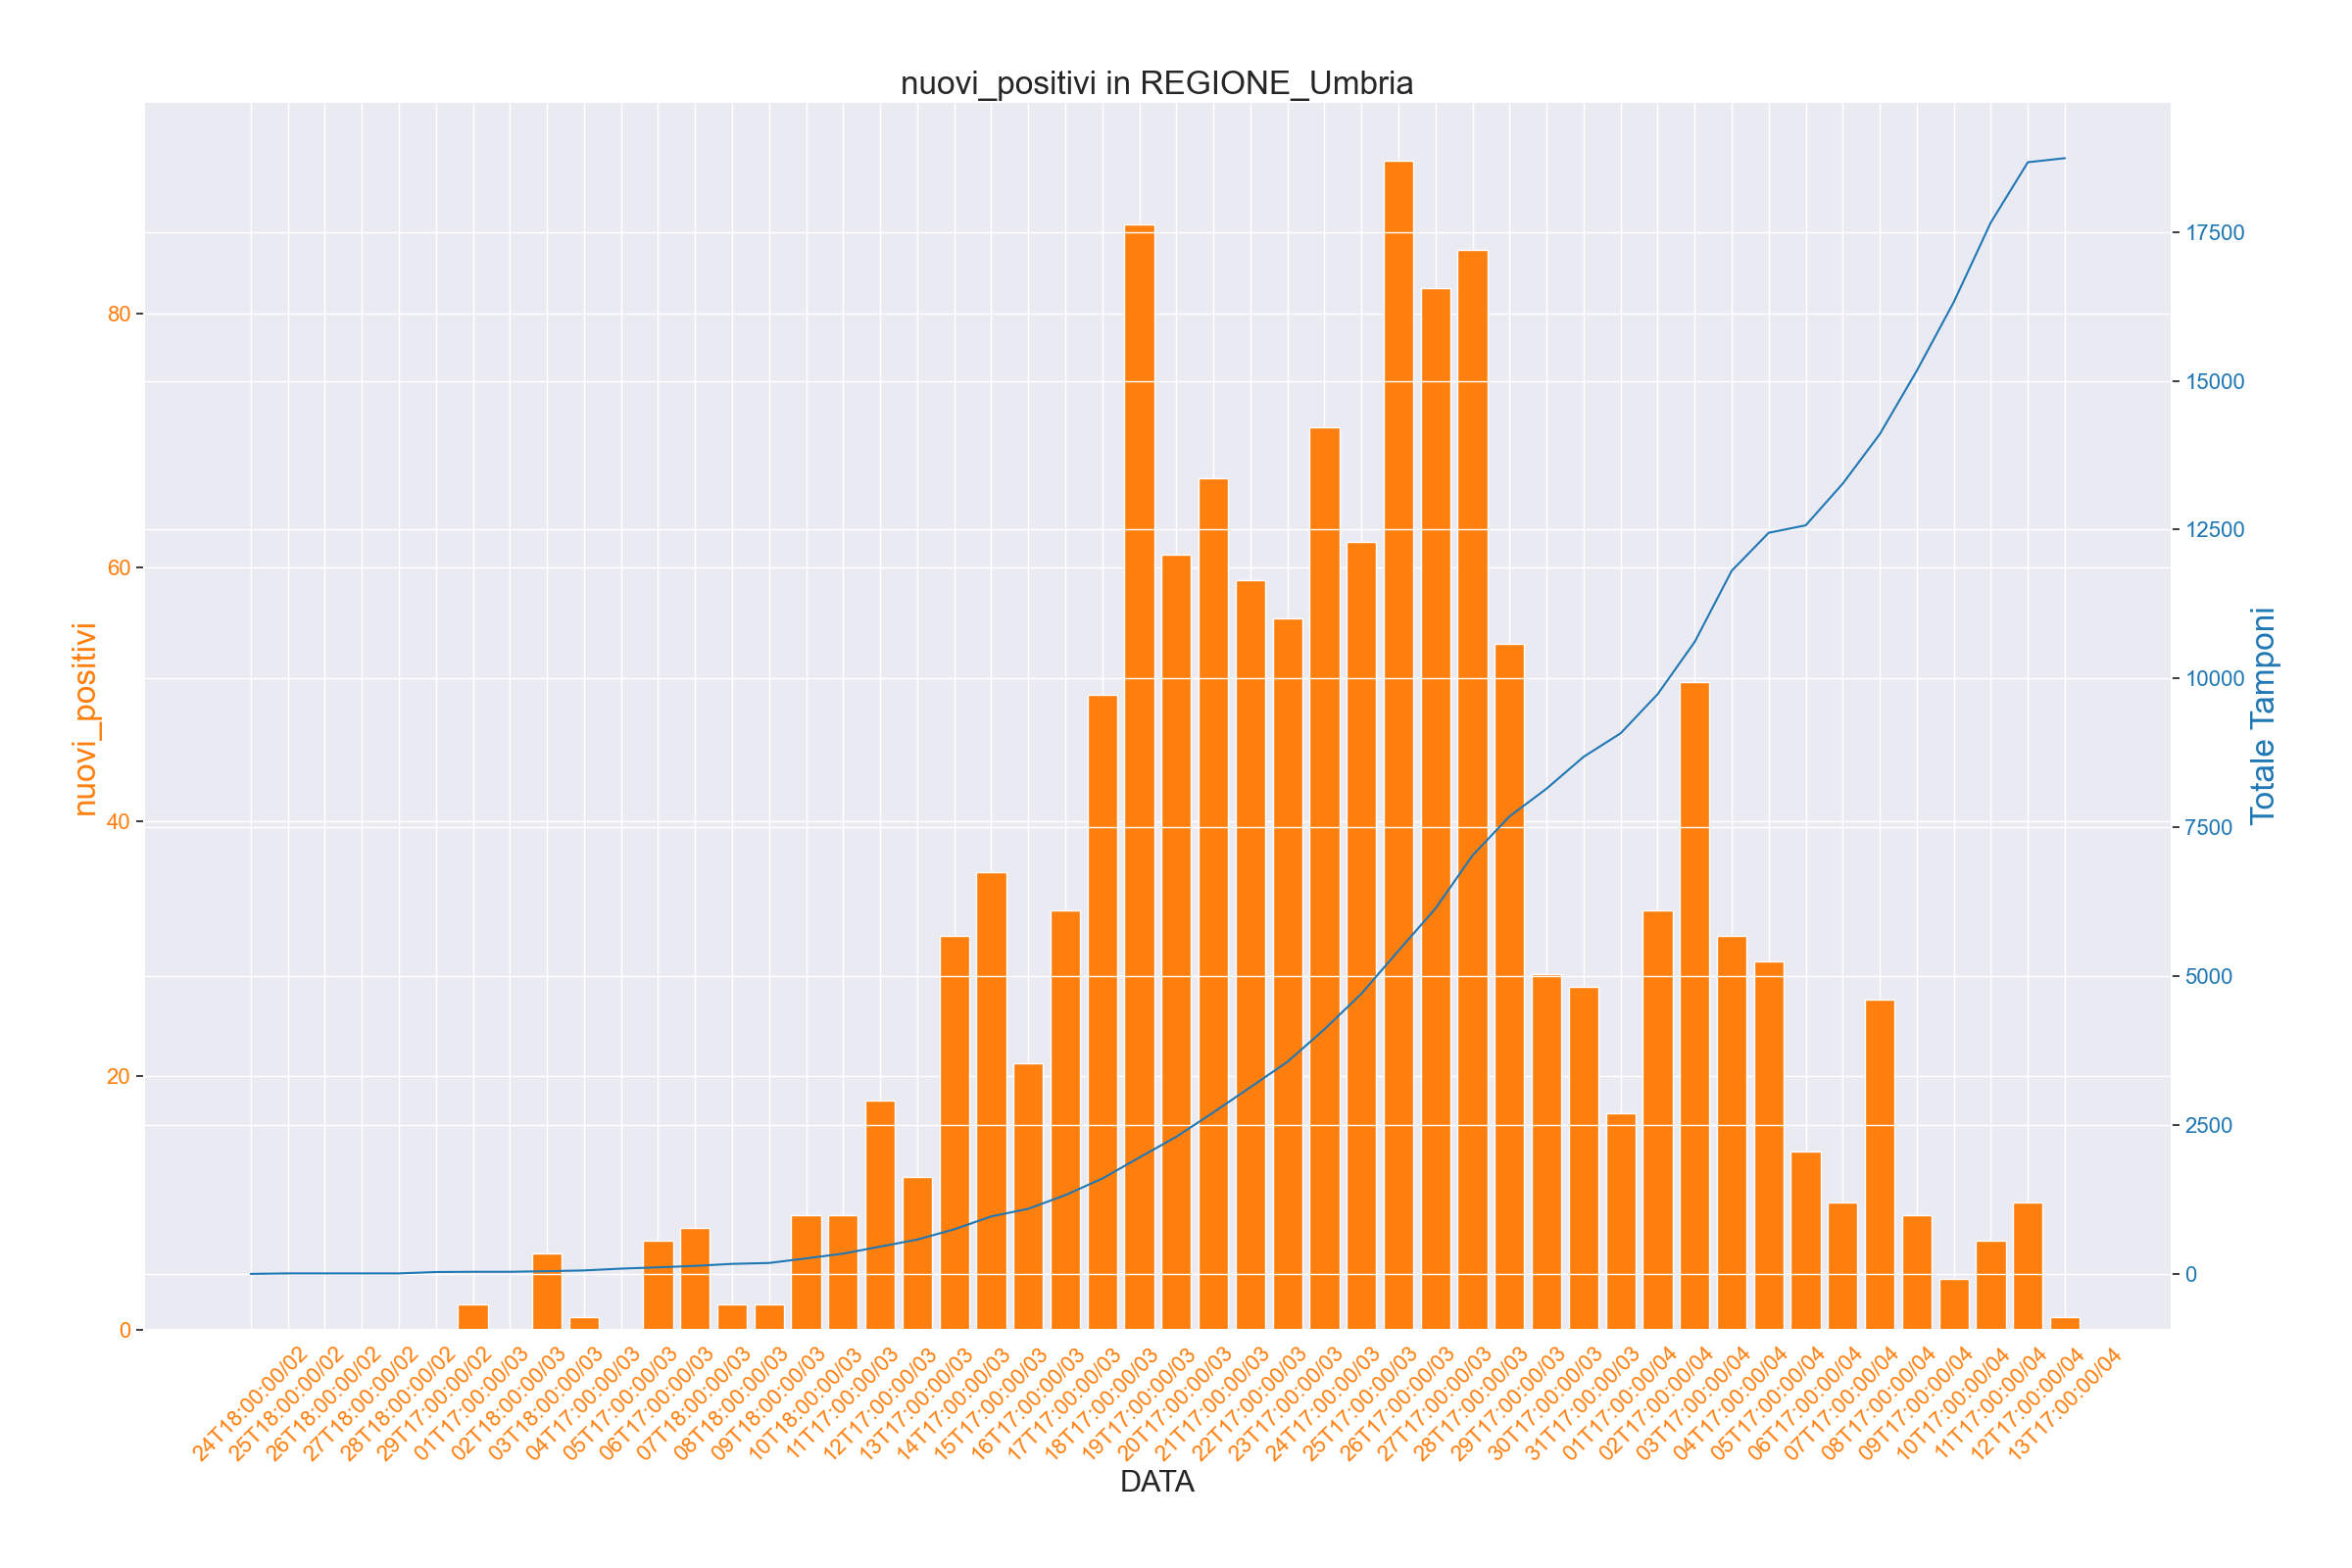 nuovi_positivi in REGIONE_Umbria
nuovi_positivi
80
60
40
20
0
Totale Tamponi
17500
15000
12500
10000
7500
5000
2500
0
24T18:00:00/02
25T18:00:00/02
26T18:00:00/02
27T18:00:00/02
28T18:00:00/02
29T17:00:00/02
01T17:00:00/03
02T18:00:00/03
03T18:00:00/03
04T17:00:00/03
05T17:00:00/03
06T17:00:00/03
07T18:00:00/03
08T18:00:00/03
09T18:00:00/03
10T18:00:00/03
11T17:00:00/03
12T17:00:00/03
13T17:00:00/03
14T17:00:00/03
15T17:00:00/03
16T17:00:00/03
17T17:00:00/03
18T17:00:00/03
19T17:00:00/03
20T17:00:00/03
21T17:00:00/03
22T17:00:00/03
23T17:00:00/03
24T17:00:00/03
25T17:00:00/03
26T17:00:00/03
27T17:00:00/03
28T17:00:00/03
29T17:00:00/03
30T17:00:00/03
31T17:00:00/03
01T17:00:00/04
02T17:00:00/04
03T17:00:00/04
04T17:00:00/04
05T17:00:00/04
06T17:00:00/04
07T17:00:00/04
08T17:00:00/04
09T17:00:00/04
10T17:00:00/04
11T17:00:00/04
12T17:00:00/04
13T17:00:00/04
DATA